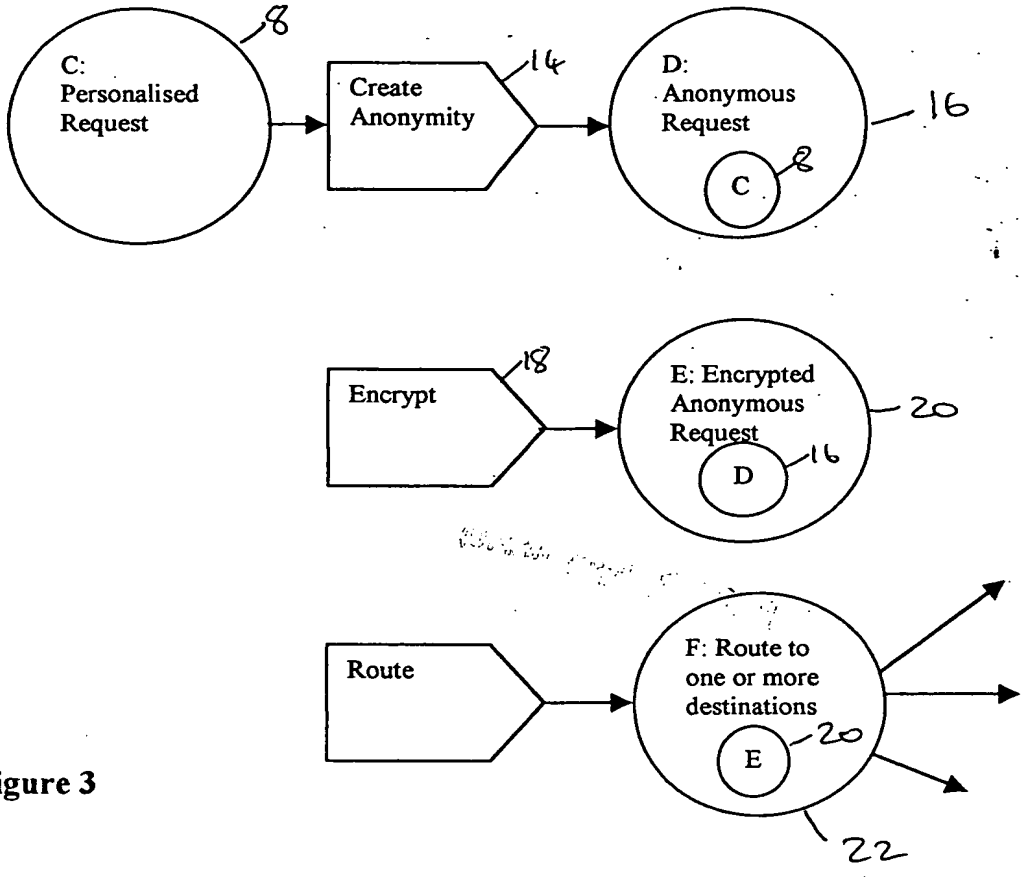 8
C:
Personalised
Request
Create
Anonymity
14
D:
Anonymous
Request
16
C
8
Encrypt
18
E: Encrypted
Anonymous
Request
20
D
16
Route
F: Route to
one or more
destinations
E
20
22
igure 3